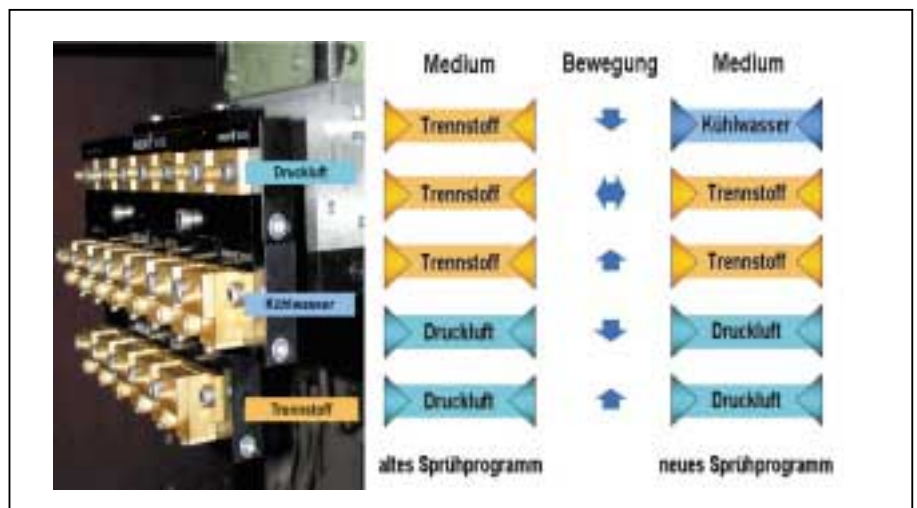 Medium Bewegung Medium
Trennstoff Kühlwasser
Trennstoff Trennstoff
Trennstoff Trennstoff
Druckluft Druckluft
Druckluft Druckluft
altes Sprühprogramm neues Sprühprogramm
Druckluft
Kühlwasser
Trennstoff